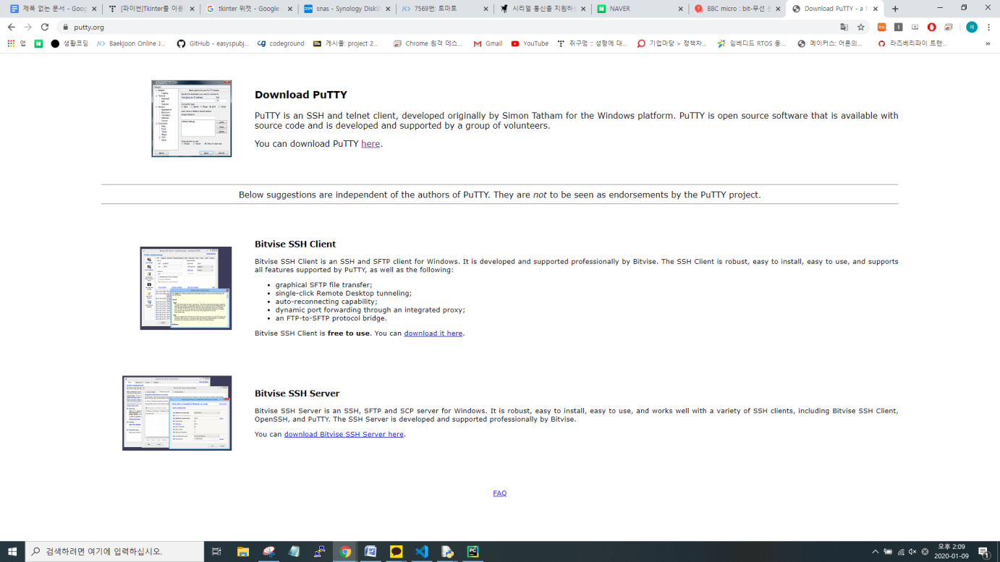 제목 없는 문서 - Goog
[파이썬]Tkinter를 이용
tkinter 위젯 - Google
snas - Synology DiskSt
7569번: 토마토
시리얼 통신을 지원하는
NAVER
BBC micro : bit-무선 통
Download PuTTY - a f
putty.org
앱
생활코딩
Baekjoon Online J...
GitHub - easyspubj...
codeground
게시물: project 2...
Chrome 원격 데스...
Gmail
YouTube
쥐구멍 :: 성형에 대...
기업마당 > 정책자...
임베디드 RTOS 동...
메이커스: 어른의...
라즈베리파이 트랜...
Download PuTTY
PuTTY is an SSH and telnet client, developed originally by Simon Tatham for the Windows platform. PuTTY is open source software that is available with
source code and is developed and supported by a group of volunteers.
You can download PuTTY here.
Below suggestions are independent of the authors of PuTTY. They are not to be seen as endorsements by the PuTTY project.
Bitvise SSH Client
Bitvise SSH Client is an SSH and SFTP client for Windows. It is developed and supported professionally by Bitvise. The SSH Client is robust, easy to install, easy to use, and supports
all features supported by PuTTY, as well as the following:
• graphical SFTP file transfer;
• single-click Remote Desktop tunneling;
• auto-reconnecting capability;
• dynamic port forwarding through an integrated proxy;
• an FTP-to-SFTP protocol bridge.
Bitvise SSH Client is free to use. You can download it here.
Bitvise SSH Server
Bitvise SSH Server is an SSH, SFTP and SCP server for Windows. It is robust, easy to install, easy to use, and works well with a variety of SSH clients, including Bitvise SSH Client,
OpenSSH, and PuTTY. The SSH Server is developed and supported professionally by Bitvise.
You can download Bitvise SSH Server here.
FAQ
검색하려면 여기에 입력하십시오.
오후 2:09
2020-01-09